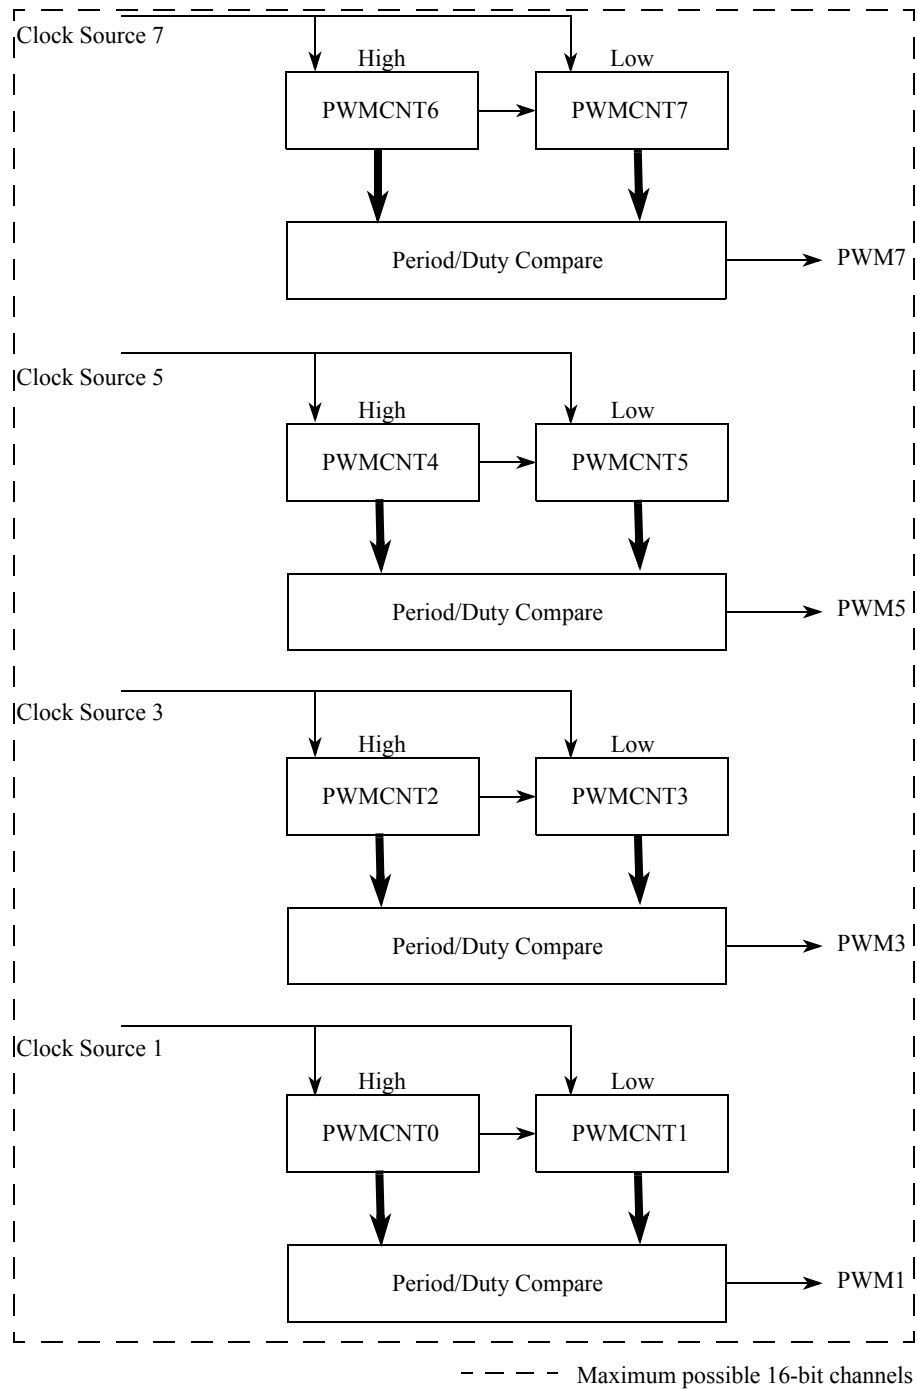 Clock Source 7
High
Low
PWMCNT6
PWMCNT7
Period/Duty Compare
PWM7
Clock Source 5
High
Low
PWMCNT4
PWMCNT5
Period/Duty Compare
PWM5
Clock Source 3
High
Low
PWMCNT2
PWMCNT3
Period/Duty Compare
PWM3
Clock Source 1
High
Low
PWMCNT0
PWMCNT1
Period/Duty Compare
PWM1
Maximum possible 16-bit channels